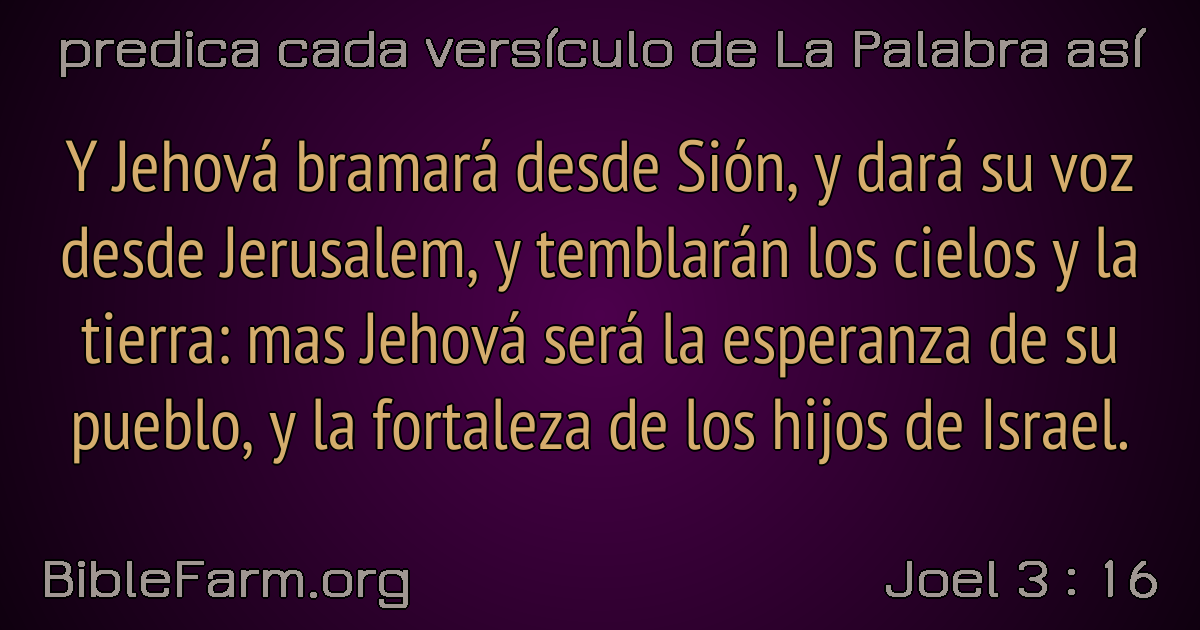 predica cada versículo de La Palabra así
Y Jehová bramará desde Sión, y dará su voz
desde Jerusalem, y temblarán los cielos y la
tierra: mas Jehová será la esperanza de su
pueblo, y la fortaleza de los hijos de Israel.
BibleFarm.org
Joel 3 : 16